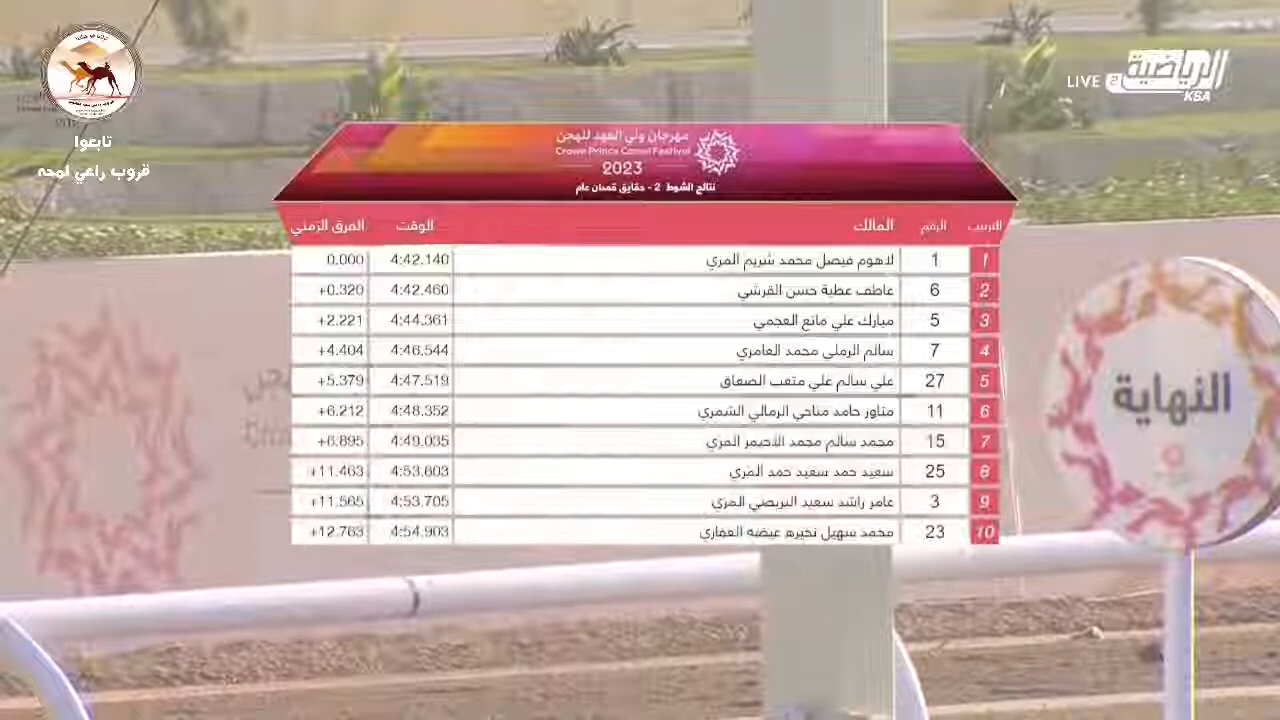 LIVE 2 الرياضية
KSA
تابعوا
قروب راعي لمحه
مهرجان ولي العهد للهجن
Crown Prince Camel Festival
2023
نتائج الشوط 2 - حقايق قعدان عام
الترتيب الرقم المالك الوقت الفرق الزمني
1 1 لاهوم فيصل محمد شريم المري 4:42.140 0.000
2 6 عاطف عطية حسن القرشي 4:42.460 +0.320
3 5 مبارك علي مانع العجمي 4:44.361 +2.221
4 7 سالم الرملي محمد العامري 4:46.544 +4.404
5 27 علي سالم علي متعب الصعاق 4:47.519 +5.379
6 11 مناور حامد مناحي الرمالي الشمري 4:48.352 +6.212
7 15 محمد سالم محمد الاحيمر المري 4:49.035 +6.895
8 25 سعيد حمد سعيد حمد المري 4:53.603 +11.463
9 3 عامر راشد سعيد البريصي المري 4:53.705 +11.565
10 23 محمد سهيل نخيره عيضه العفاري 4:54.903 +12.763
النهاية